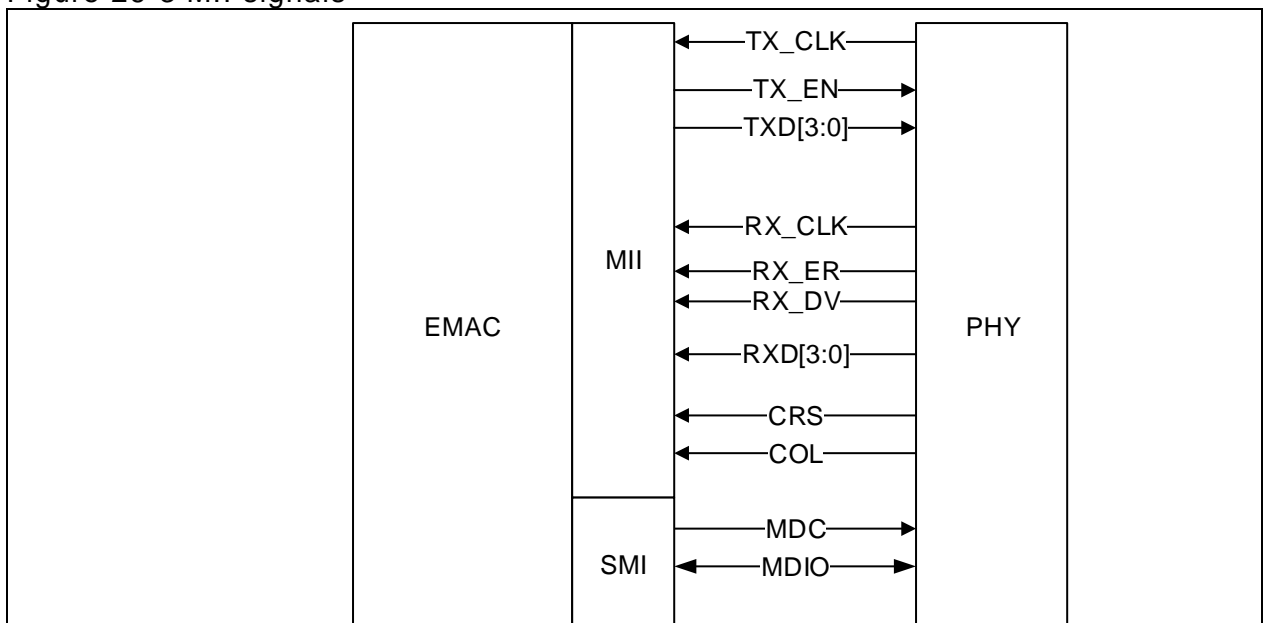 TX_CLK
TX_EN
TXD[3:0]
RX_CLK
MII
RX_ER
RX_DV
EMAC
PHY
RXD[3:0]
CRS
COL
MDC
SMI
MDIO